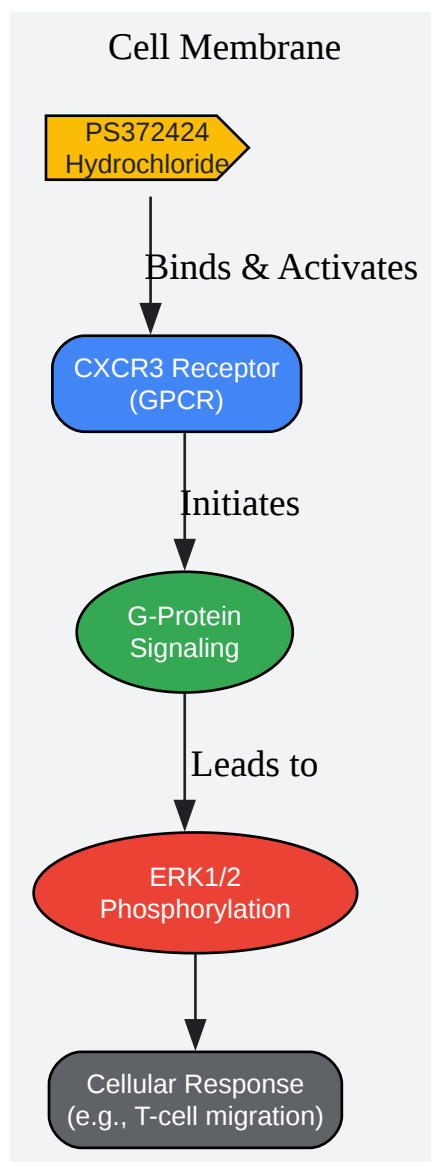 Cell Membrane
PS372424
Hydrochloride
Binds & Activates
CXCR3 Receptor
(GPCR)
Initiates
G-Protein
Signaling
Leads to
ERK1/2
Phosphorylation
Cellular Response
(e.g., T-cell migration)